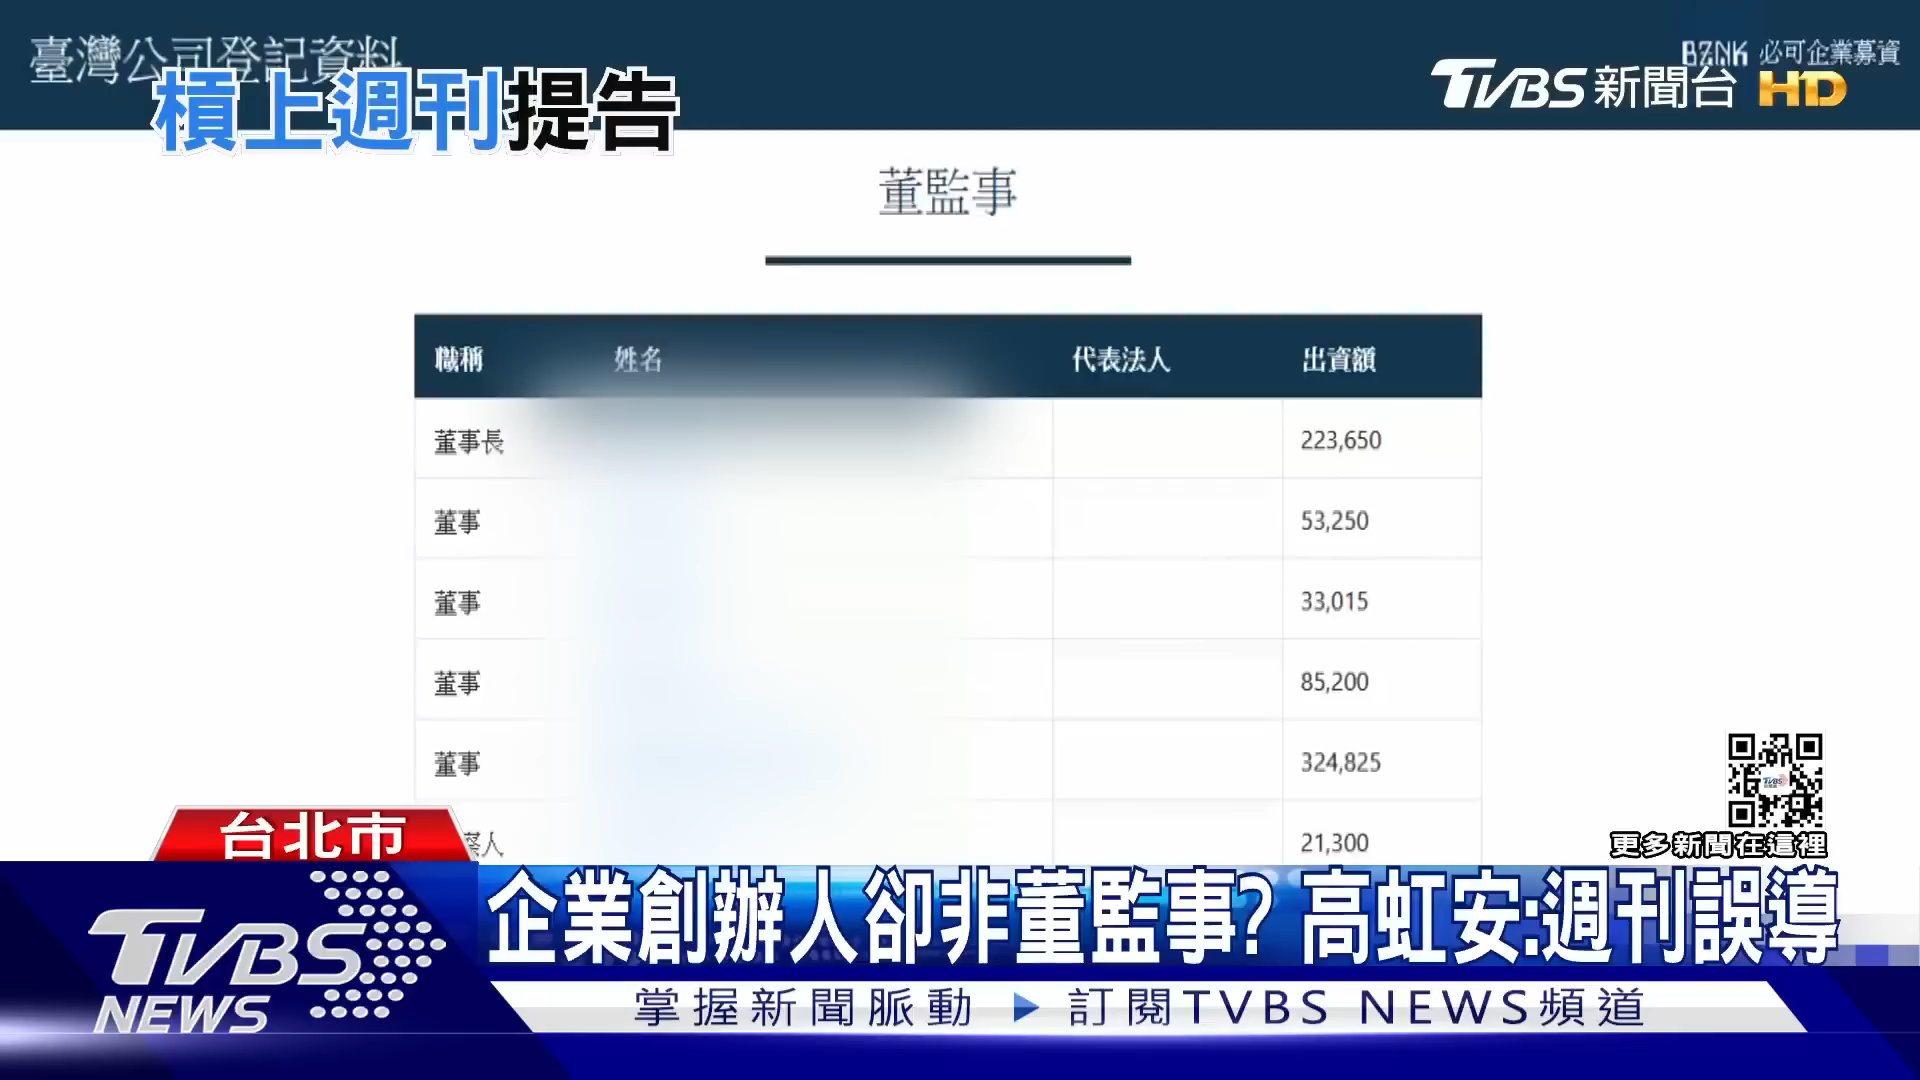 臺灣公司登記資料
BZNK 必可企業募資
槓上週刊提告
TVBS新聞台 HD
董監事
職稱 姓名 代表法人 出資額
董事長 223,650
董事 53,250
董事 33,015
董事 85,200
董事 324,825
人 21,300
更多新聞在這裡
台北市
企業創辦人卻非董監事? 高虹安:週刊誤導
TVBS
NEWS
掌握新聞脈動 ▶ 訂閱TVBS NEWS頻道